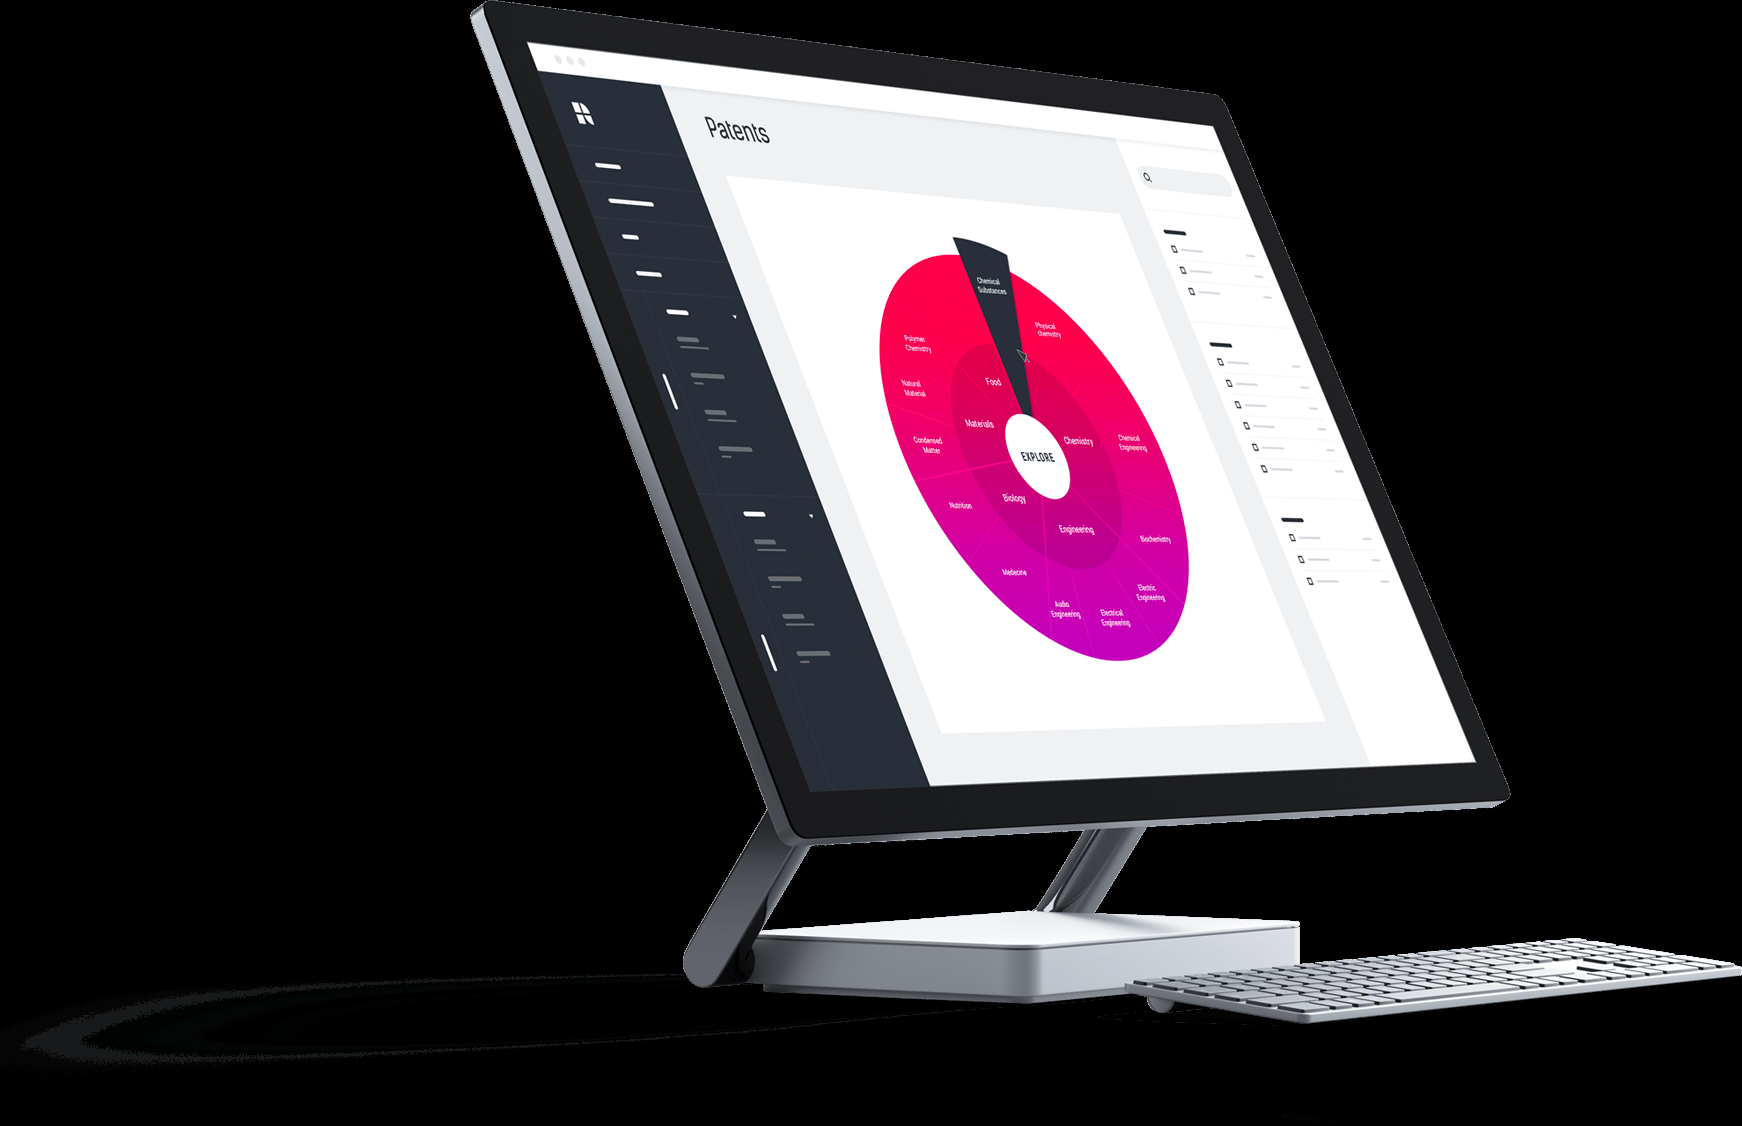 Patents
Chemical
Substances
Physical
chemistry
Polymer
Chemistry
Food
Natural
Material
Materials
Condensed
Matter
Chemistry
Chemical
Engineering
EXPLORE
Biology
Nutrition
Engineering
Biochemistry
Medecine
Electric
Engineering
Audio
Engineering
Electrical
Engineering